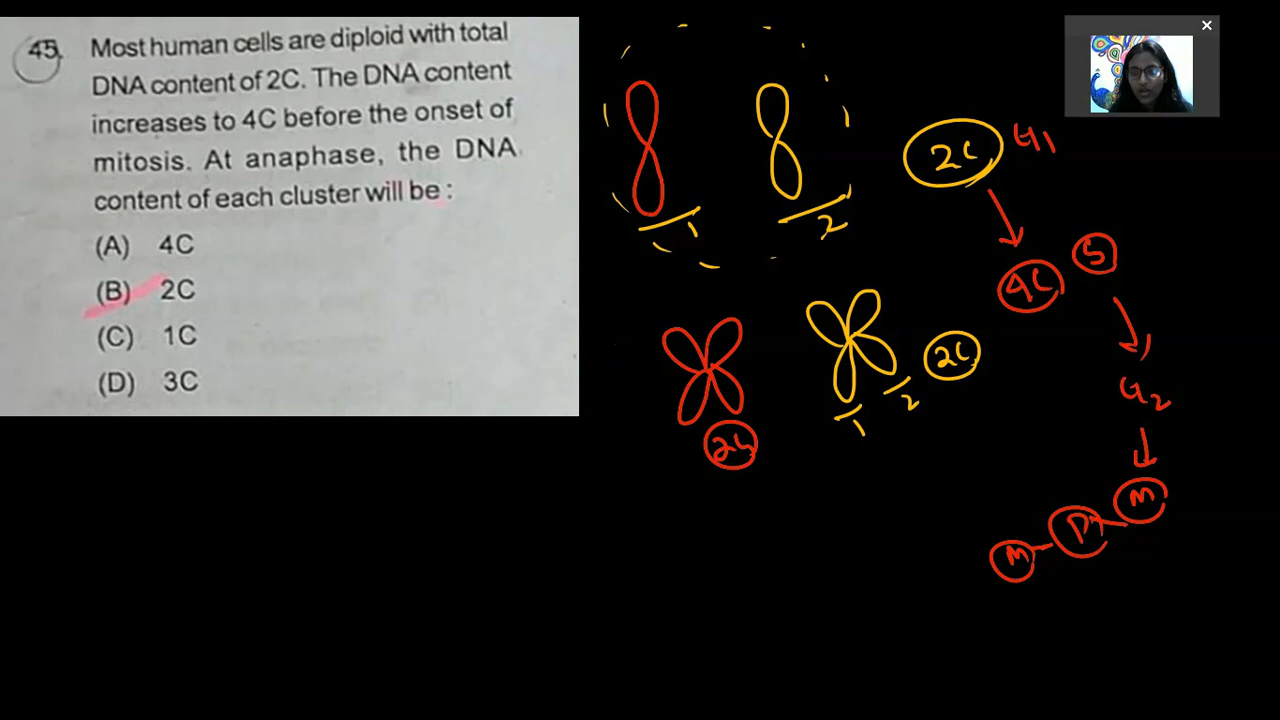 45. Most human cells are diploid with total
DNA content of 2C. The DNA content
increases to 4C before the onset of
mitosis. At anaphase, the DNA
content of each cluster will be :
(A) 4C
(B) 2C
(C) 1C
(D) 3C
1
2
2C G1
4C S
2C
1
2
2C
G2
M
P
M